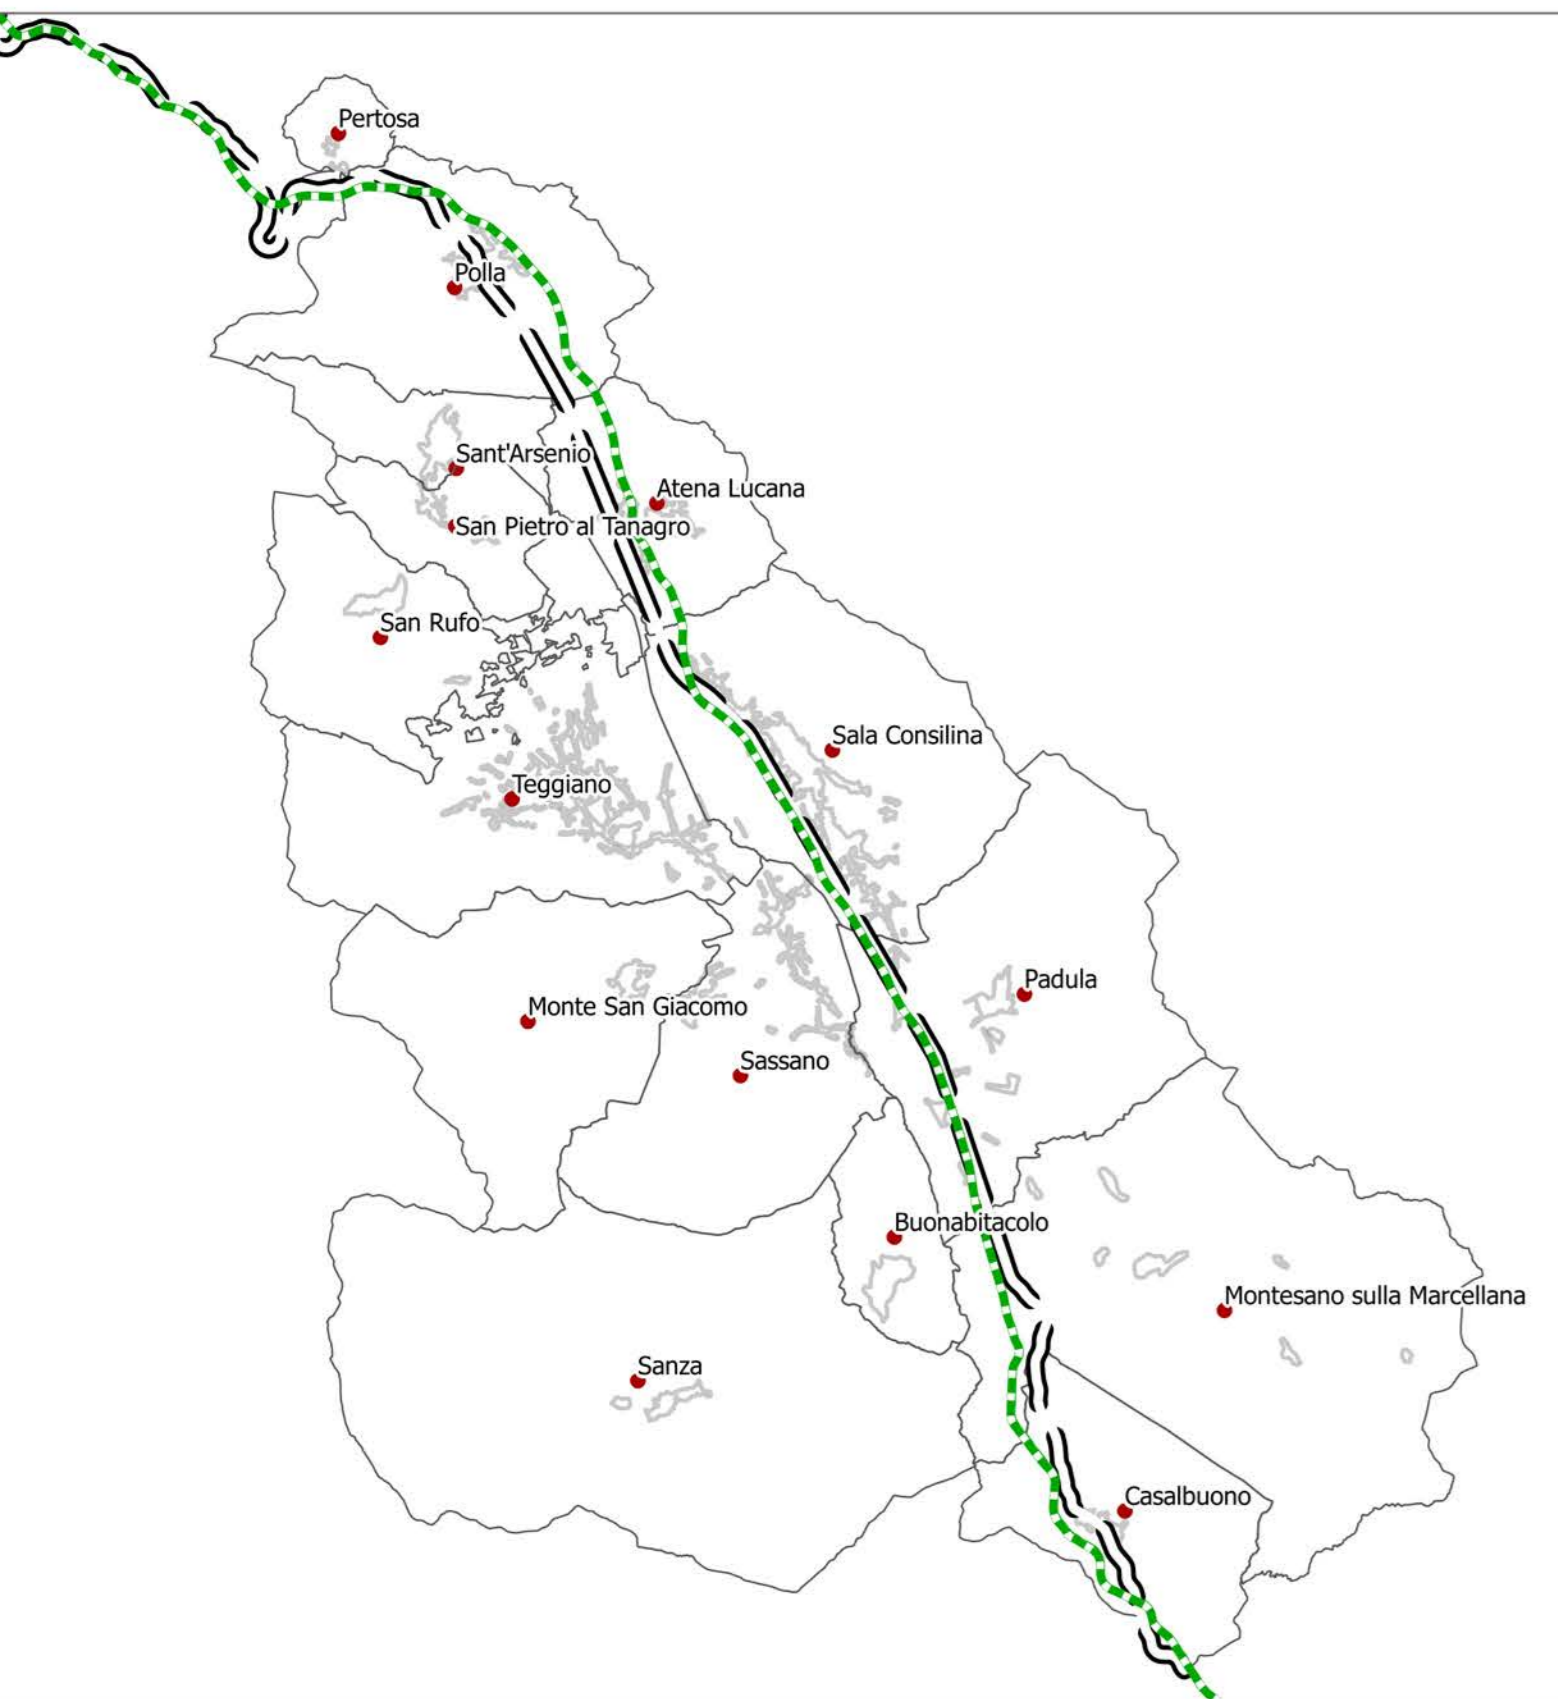 Pertosa
Polla
Sant'Arsenio
Atena Lucana
San Pietro al Tanagro
San Rufo
Sala Consilina
Teggiano
Padula
Monte San Giacomo
Sassano
Buonabitacolo
Montesano sulla Marcellana
Sanza
Casalbuono